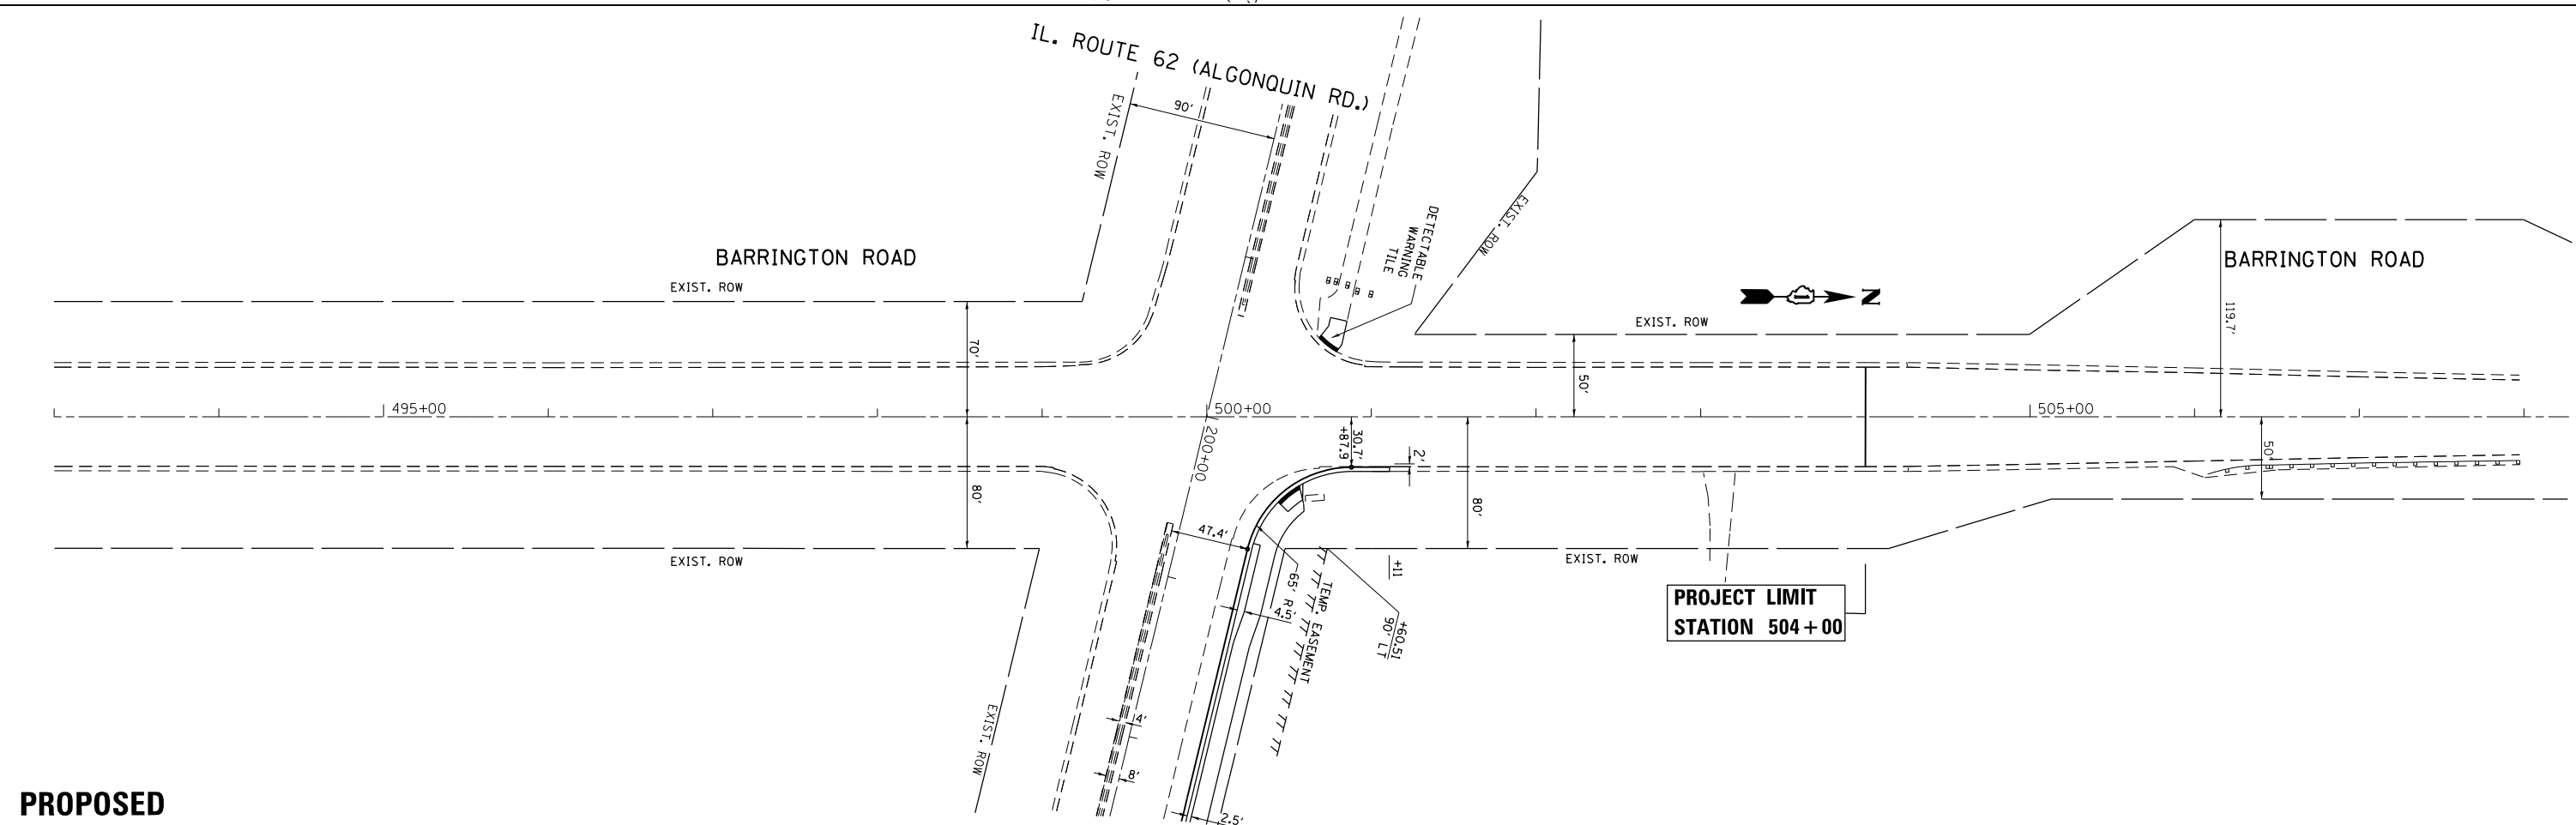 IL. ROUTE 62 (ALGONQUIN RD.)
90'
EXIST. ROW
DETECTABLE
WARNING
TILE
EXIST. ROW
BARRINGTON ROAD
EXIST. ROW
BARRINGTON ROAD
N
EXIST. ROW
119.7'
70'
50'
495+00
500+00
505+00
200+00
30.7'
+87.9
2'
50'
80'
80'
47.4'
EXIST. ROW
EXIST. ROW
+11
65' R
4.5'
5'
TEMP. EASEMENT
+60.51
90' LT
PROJECT LIMIT
STATION 504+00
EXIST. ROW
4'
8'
2.5'
PROPOSED